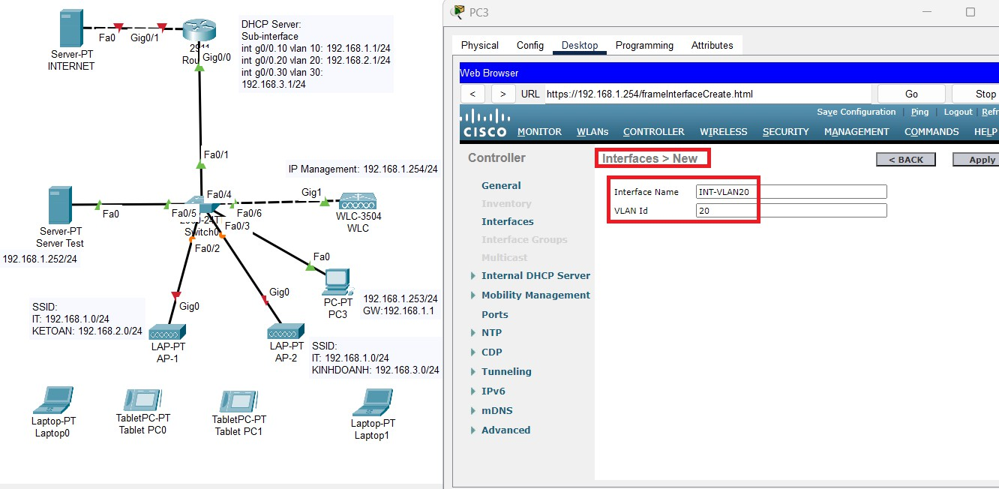 Server-PT
INTERNET
Fa0
Gig0/1
Gig0/0
DHCP Server:
Sub-interface
int g0/0.10 vlan 10: 192.168.1.1/24
int g0/0.20 vlan 20: 192.168.2.1/24
int g0/0.30 vlan 30:
192.168.3.1/24
Fa0/1
IP Management: 192.168.1.254/24
Fa0/4
Gig1
Fa0
Fa0/5
Fa0/6
Fa0/3
Fa0/2
WLC-3504
WLC
Server-PT
Server Test
192.168.1.252/24
Switch0
Fa0
PC-PT
PC3
192.168.1.253/24
GW:192.168.1.1
Gig0
Gig0
SSID:
IT: 192.168.1.0/24
KETOAN: 192.168.2.0/24
LAP-PT
AP-1
LAP-PT
AP-2
SSID:
IT: 192.168.1.0/24
KINHDOANH: 192.168.3.0/24
Laptop-PT
Laptop0
TabletPC-PT
Tablet PC0
TabletPC-PT
Tablet PC1
Laptop-PT
Laptop1
PC3
Physical Config Desktop Programming Attributes
Web Browser
< > URL https://192.168.1.254/frameInterfaceCreate.html Go Stop
Save Configuration | Ping | Logout | Refr
CISCO MONITOR WLANs CONTROLLER WIRELESS SECURITY MANAGEMENT COMMANDS HELP
Controller
General
Inventory
Interfaces
Interface Groups
Multicast
Internal DHCP Server
Mobility Management
Ports
NTP
CDP
Tunneling
IPv6
mDNS
Advanced
Interfaces > New
< BACK Apply
Interface Name INT-VLAN20
VLAN Id 20